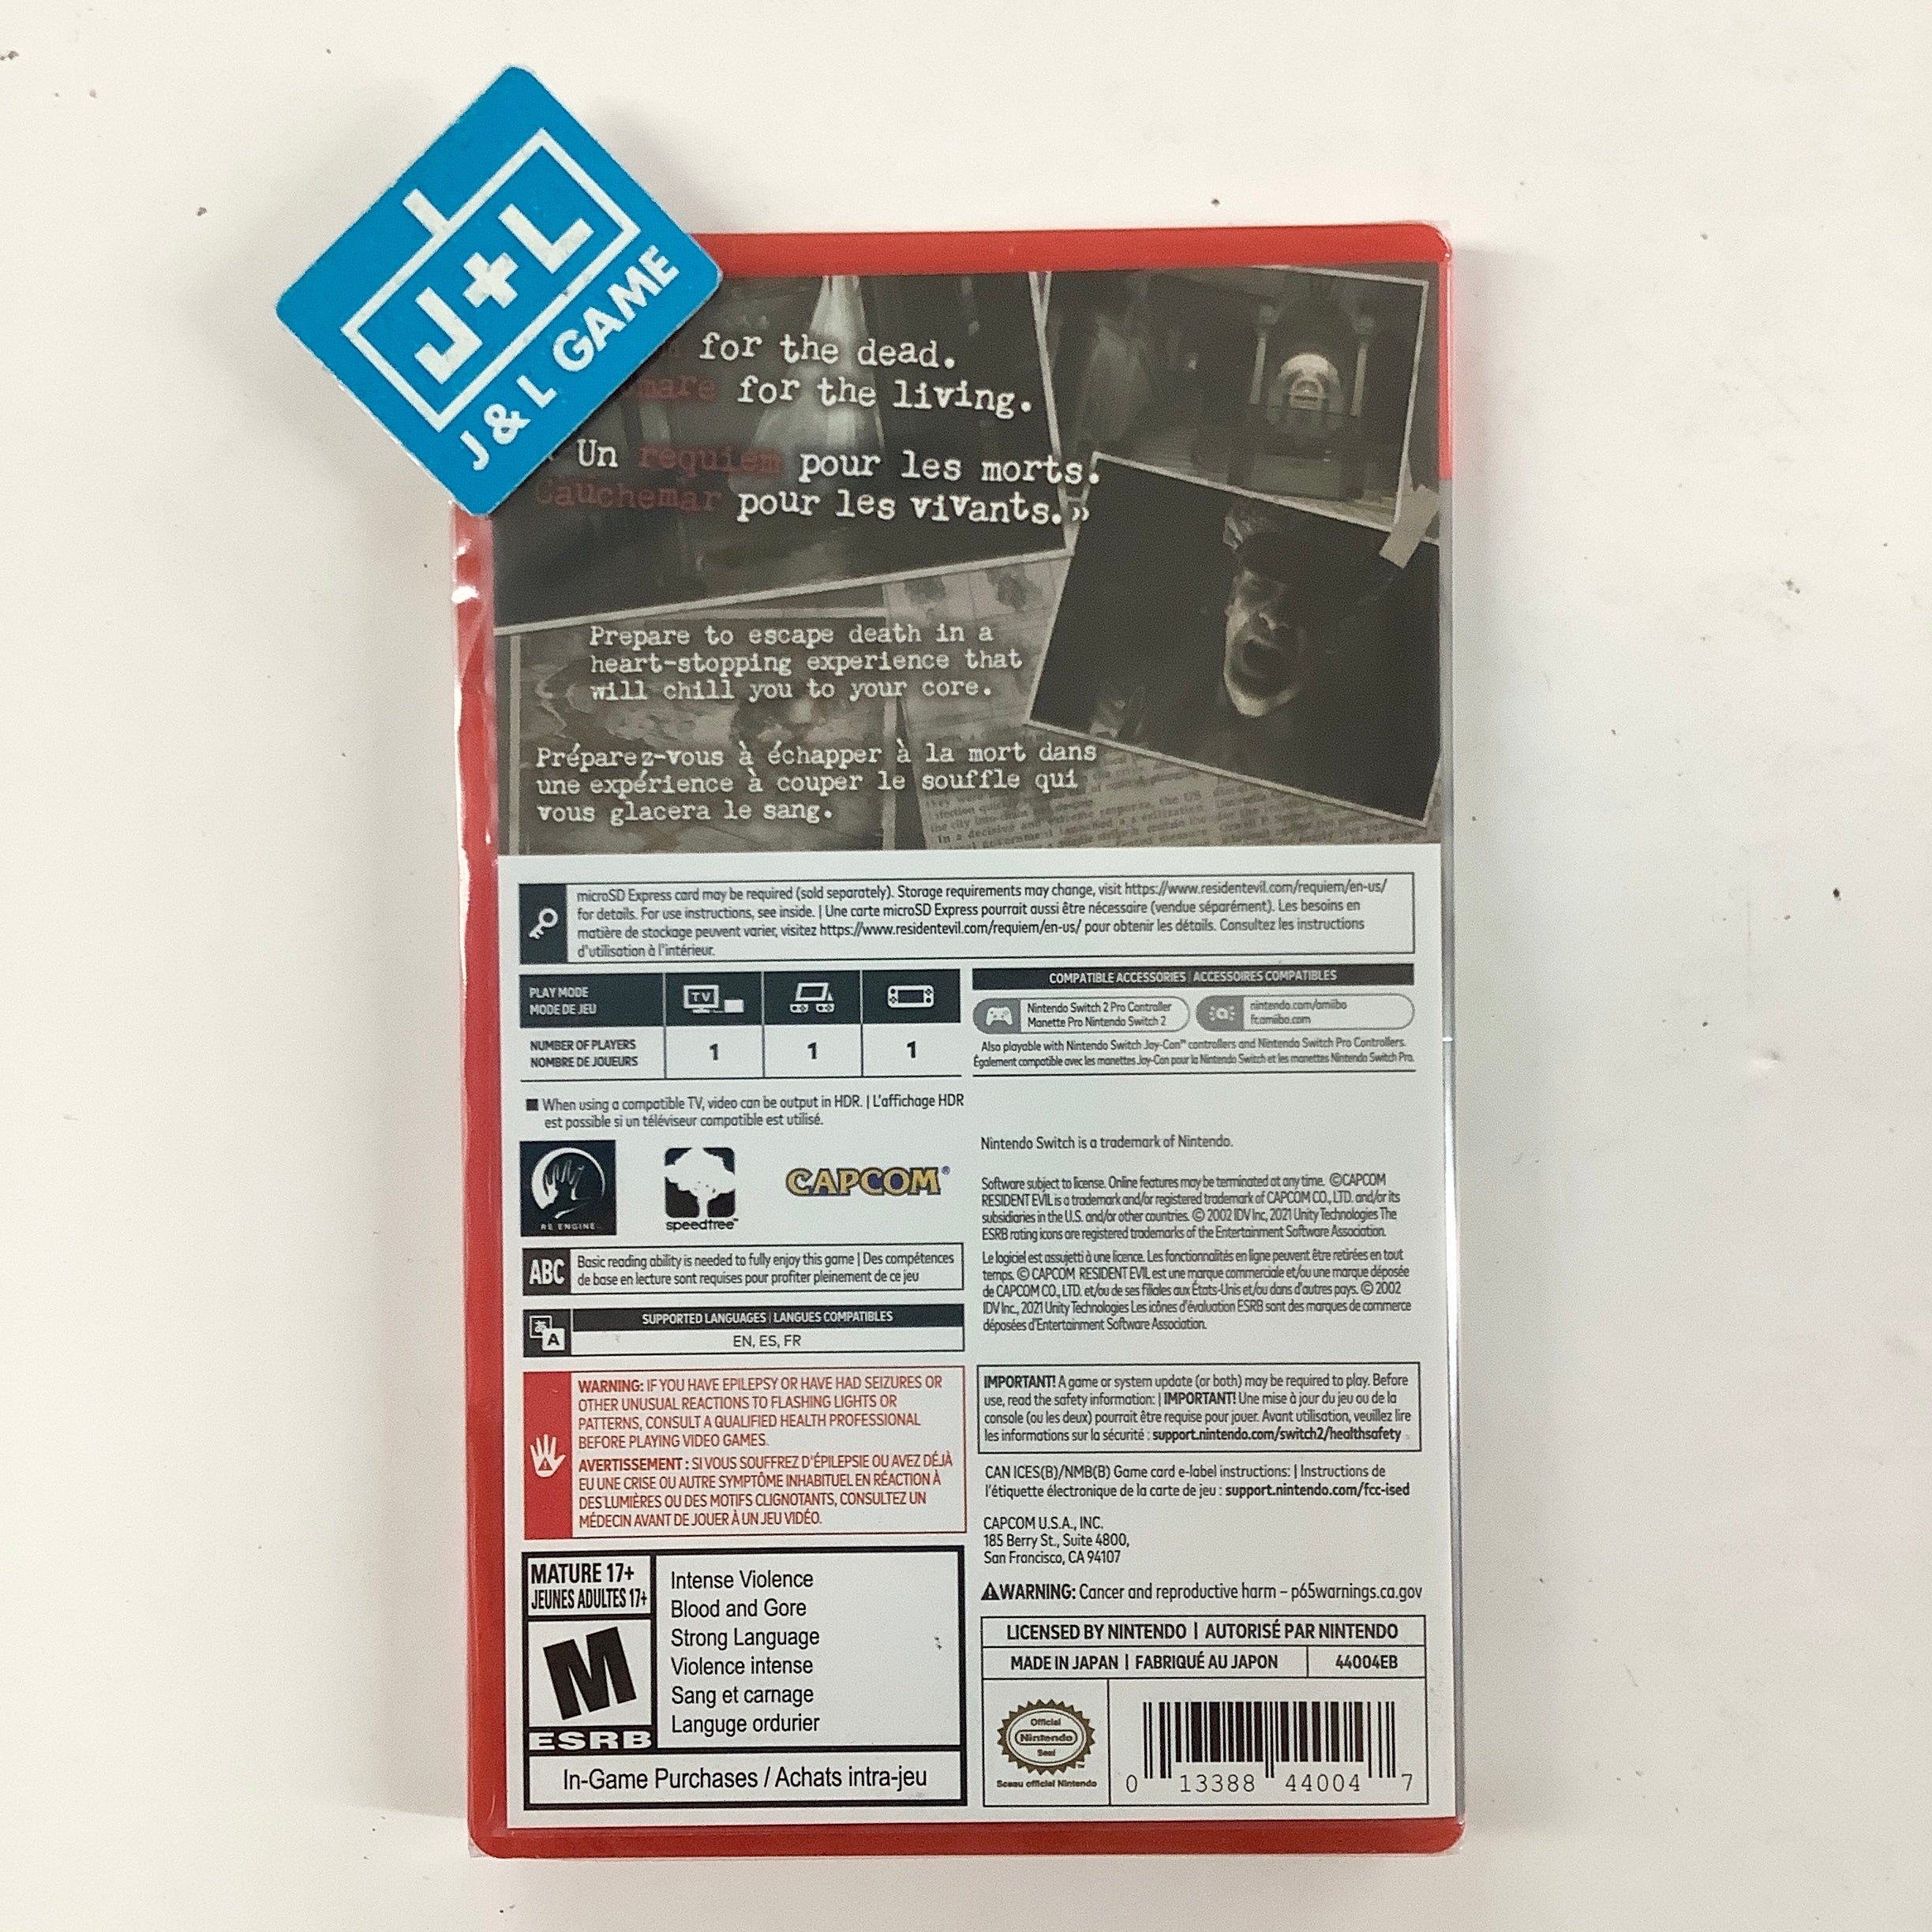 J+L
J & L GAME
for the dead.
mare for the living.
Un requiem pour les morts.
Cauchemar pour les vivants.»
Prepare to escape death in a
heart-stopping experience that
will chill you to your core.
Préparez-vous à échapper à la mort dans
une expérience à couper le souffle qui
vous glacera le sang.
microSD Express card may be required (sold separately). Storage requirements may change, visit https://www.residentevil.com/requiem/en-us/
for details. For use instructions, see inside. | Une carte microSD Express pourrait aussi être nécessaire (vendue séparément). Les besoins en
matière de stockage peuvent varier, visitez https://www.residentevil.com/requiem/en-us/ pour obtenir les détails. Consultez les instructions
d'utilisation à l'intérieur.
PLAY MODE
MODE DE JEU
TV
NUMBER OF PLAYERS
NOMBRE DE JOUEURS
1 1 1
COMPATIBLE ACCESSORIES | ACCESSOIRES COMPATIBLES
Nintendo Switch 2 Pro Controller
Manette Pro Nintendo Switch 2
nintendo.com/amiibo
fr.amiibo.com
Also playable with Nintendo Switch Joy-Con™ controllers and Nintendo Switch Pro Controllers.
Également compatible avec les manettes Joy-Con pour la Nintendo Switch et les manettes Nintendo Switch Pro.
■ When using a compatible TV, video can be output in HDR. | L'affichage HDR
est possible si un téléviseur compatible est utilisé.
RE ENGINE
speedtree™
CAPCOM®
ABC
Basic reading ability is needed to fully enjoy this game | Des compétences
de base en lecture sont requises pour profiter pleinement de ce jeu
あ A
SUPPORTED LANGUAGES | LANGUES COMPATIBLES
EN, ES, FR
WARNING: IF YOU HAVE EPILEPSY OR HAVE HAD SEIZURES OR
OTHER UNUSUAL REACTIONS TO FLASHING LIGHTS OR
PATTERNS, CONSULT A QUALIFIED HEALTH PROFESSIONAL
BEFORE PLAYING VIDEO GAMES.
AVERTISSEMENT : SI VOUS SOUFFREZ D'ÉPILEPSIE OU AVEZ DÉJÀ
EU UNE CRISE OU AUTRE SYMPTÔME INHABITUEL EN RÉACTION À
DES LUMIÈRES OU DES MOTIFS CLIGNOTANTS, CONSULTEZ UN
MÉDECIN AVANT DE JOUER À UN JEU VIDÉO.
MATURE 17+
JEUNES ADULTES 17+
M
ESRB
Intense Violence
Blood and Gore
Strong Language
Violence intense
Sang et carnage
Languge ordurier
In-Game Purchases / Achats intra-jeu
Nintendo Switch is a trademark of Nintendo.
Software subject to license. Online features may be terminated at any time. ©CAPCOM
RESIDENT EVIL is a trademark and/or registered trademark of CAPCOM CO., LTD. and/or its
subsidiaries in the U.S. and/or other countries. © 2002 IDV Inc, 2021 Unity Technologies The
ESRB rating icons are registered trademarks of the Entertainment Software Association.
Le logiciel est assujetti à une licence. Les fonctionnalités en ligne peuvent être retirées en tout
temps. © CAPCOM RESIDENT EVIL est une marque commerciale et/ou une marque déposée
de CAPCOM CO., LTD. et/ou de ses filiales aux États-Unis et/ou dans d'autres pays. © 2002
IDV Inc., 2021 Unity Technologies Les icônes d'évaluation ESRB sont des marques de commerce
déposées d'Entertainment Software Association.
IMPORTANT! A game or system update (or both) may be required to play. Before
use, read the safety information: | IMPORTANT! Une mise à jour du jeu ou de la
console (ou les deux) pourrait être requise pour jouer. Avant utilisation, veuillez lire
les informations sur la sécurité : support.nintendo.com/switch2/healthsafety
CAN ICES(B)/NMB(B) Game card e-label instructions: | Instructions de
l'étiquette électronique de la carte de jeu : support.nintendo.com/fcc-ised
CAPCOM U.S.A., INC.
185 Berry St., Suite 4800,
San Francisco, CA 94107
⚠WARNING: Cancer and reproductive harm – p65warnings.ca.gov
LICENSED BY NINTENDO | AUTORISÉ PAR NINTENDO
MADE IN JAPAN | FABRIQUÉ AU JAPON
44004EB
Official
Nintendo
Seal
Sceau officiel Nintendo
0 13388 44004 7